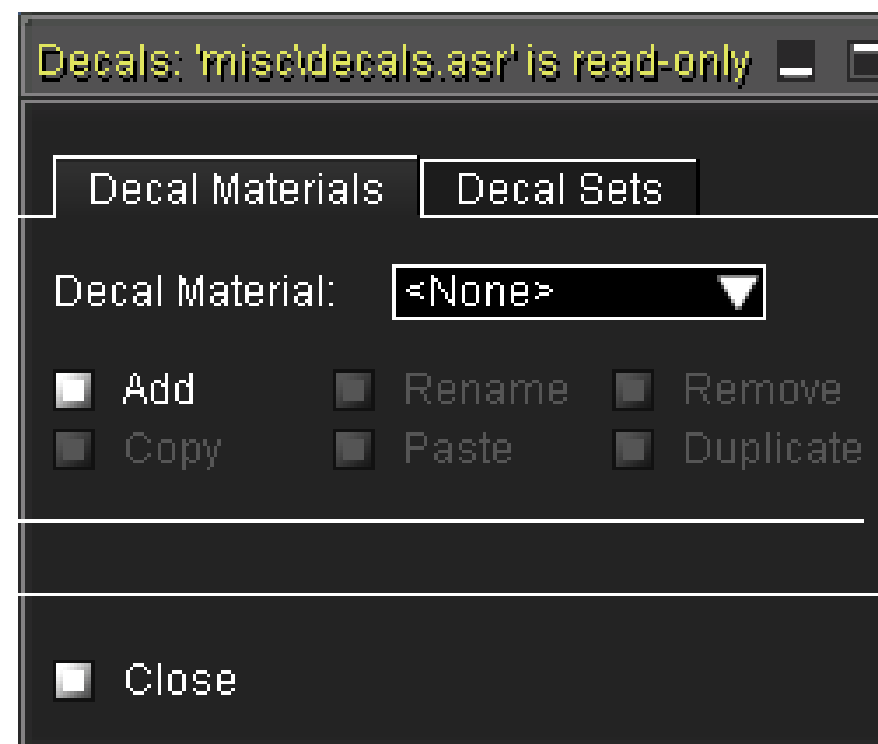 Decals: 'misc\decals.asr' is read-only
Decal Materials Decal Sets
Decal Material: <None>
Add Rename Remove
Copy Paste Duplicate
Close